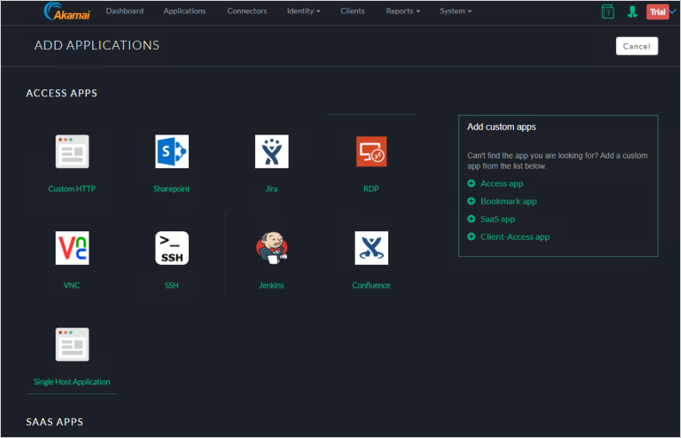 Akamai Dashboard Applications Connectors Identity Clients Reports System ? Trial
ADD APPLICATIONS Cancel
ACCESS APPS
Custom HTTP Sharepoint Jira RDP
VNC SSH Jenkins Confluence
Single Host Application
Add custom apps
Can't find the app you are looking for? Add a custom
app from the list below.
Access app
Bookmark app
SaaS app
Client-Access app
SAAS APPS